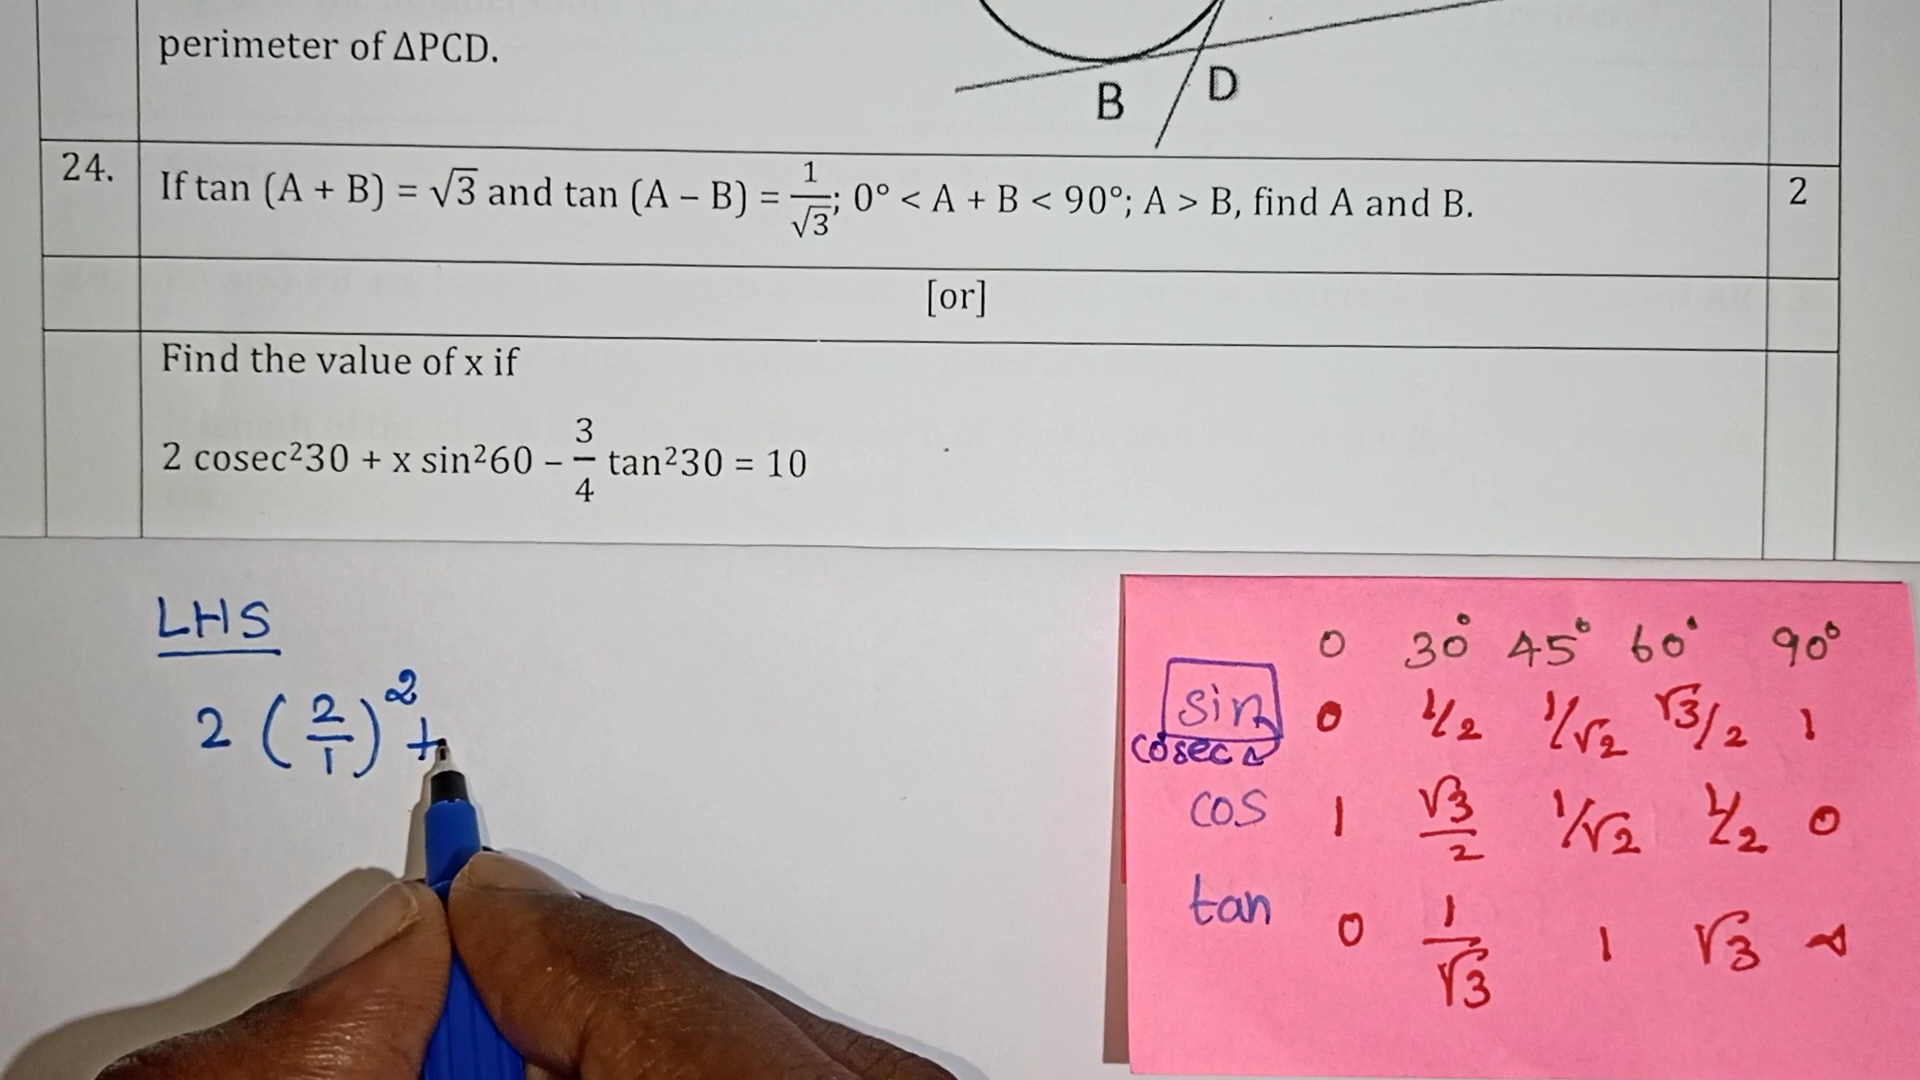 perimeter of ΔPCD.
B D
24. If tan (A + B) = √3 and tan (A – B) = 1/√3; 0° < A + B < 90°; A > B, find A and B. 2
[or]
Find the value of x if
2 cosec²30 + x sin²60 – 3/4 tan²30 = 10
LHS
2 (2/1)² +
0 30° 45° 60° 90°
sin 0 1/2 1/√2 √3/2 1
cosec
cos 1 √3/2 1/√2 1/2 0
tan 0 1/√3 1 √3 ∝